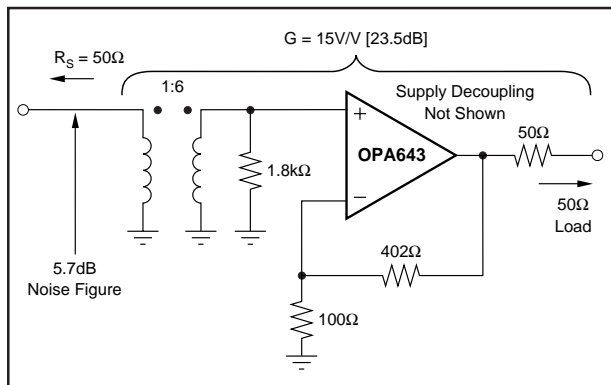 G = 15V/V [23.5dB]
RS = 50Ω
1:6
Supply Decoupling
Not Shown
+
OPA643
–
50Ω
1.8kΩ
50Ω
Load
402Ω
5.7dB
Noise Figure
100Ω